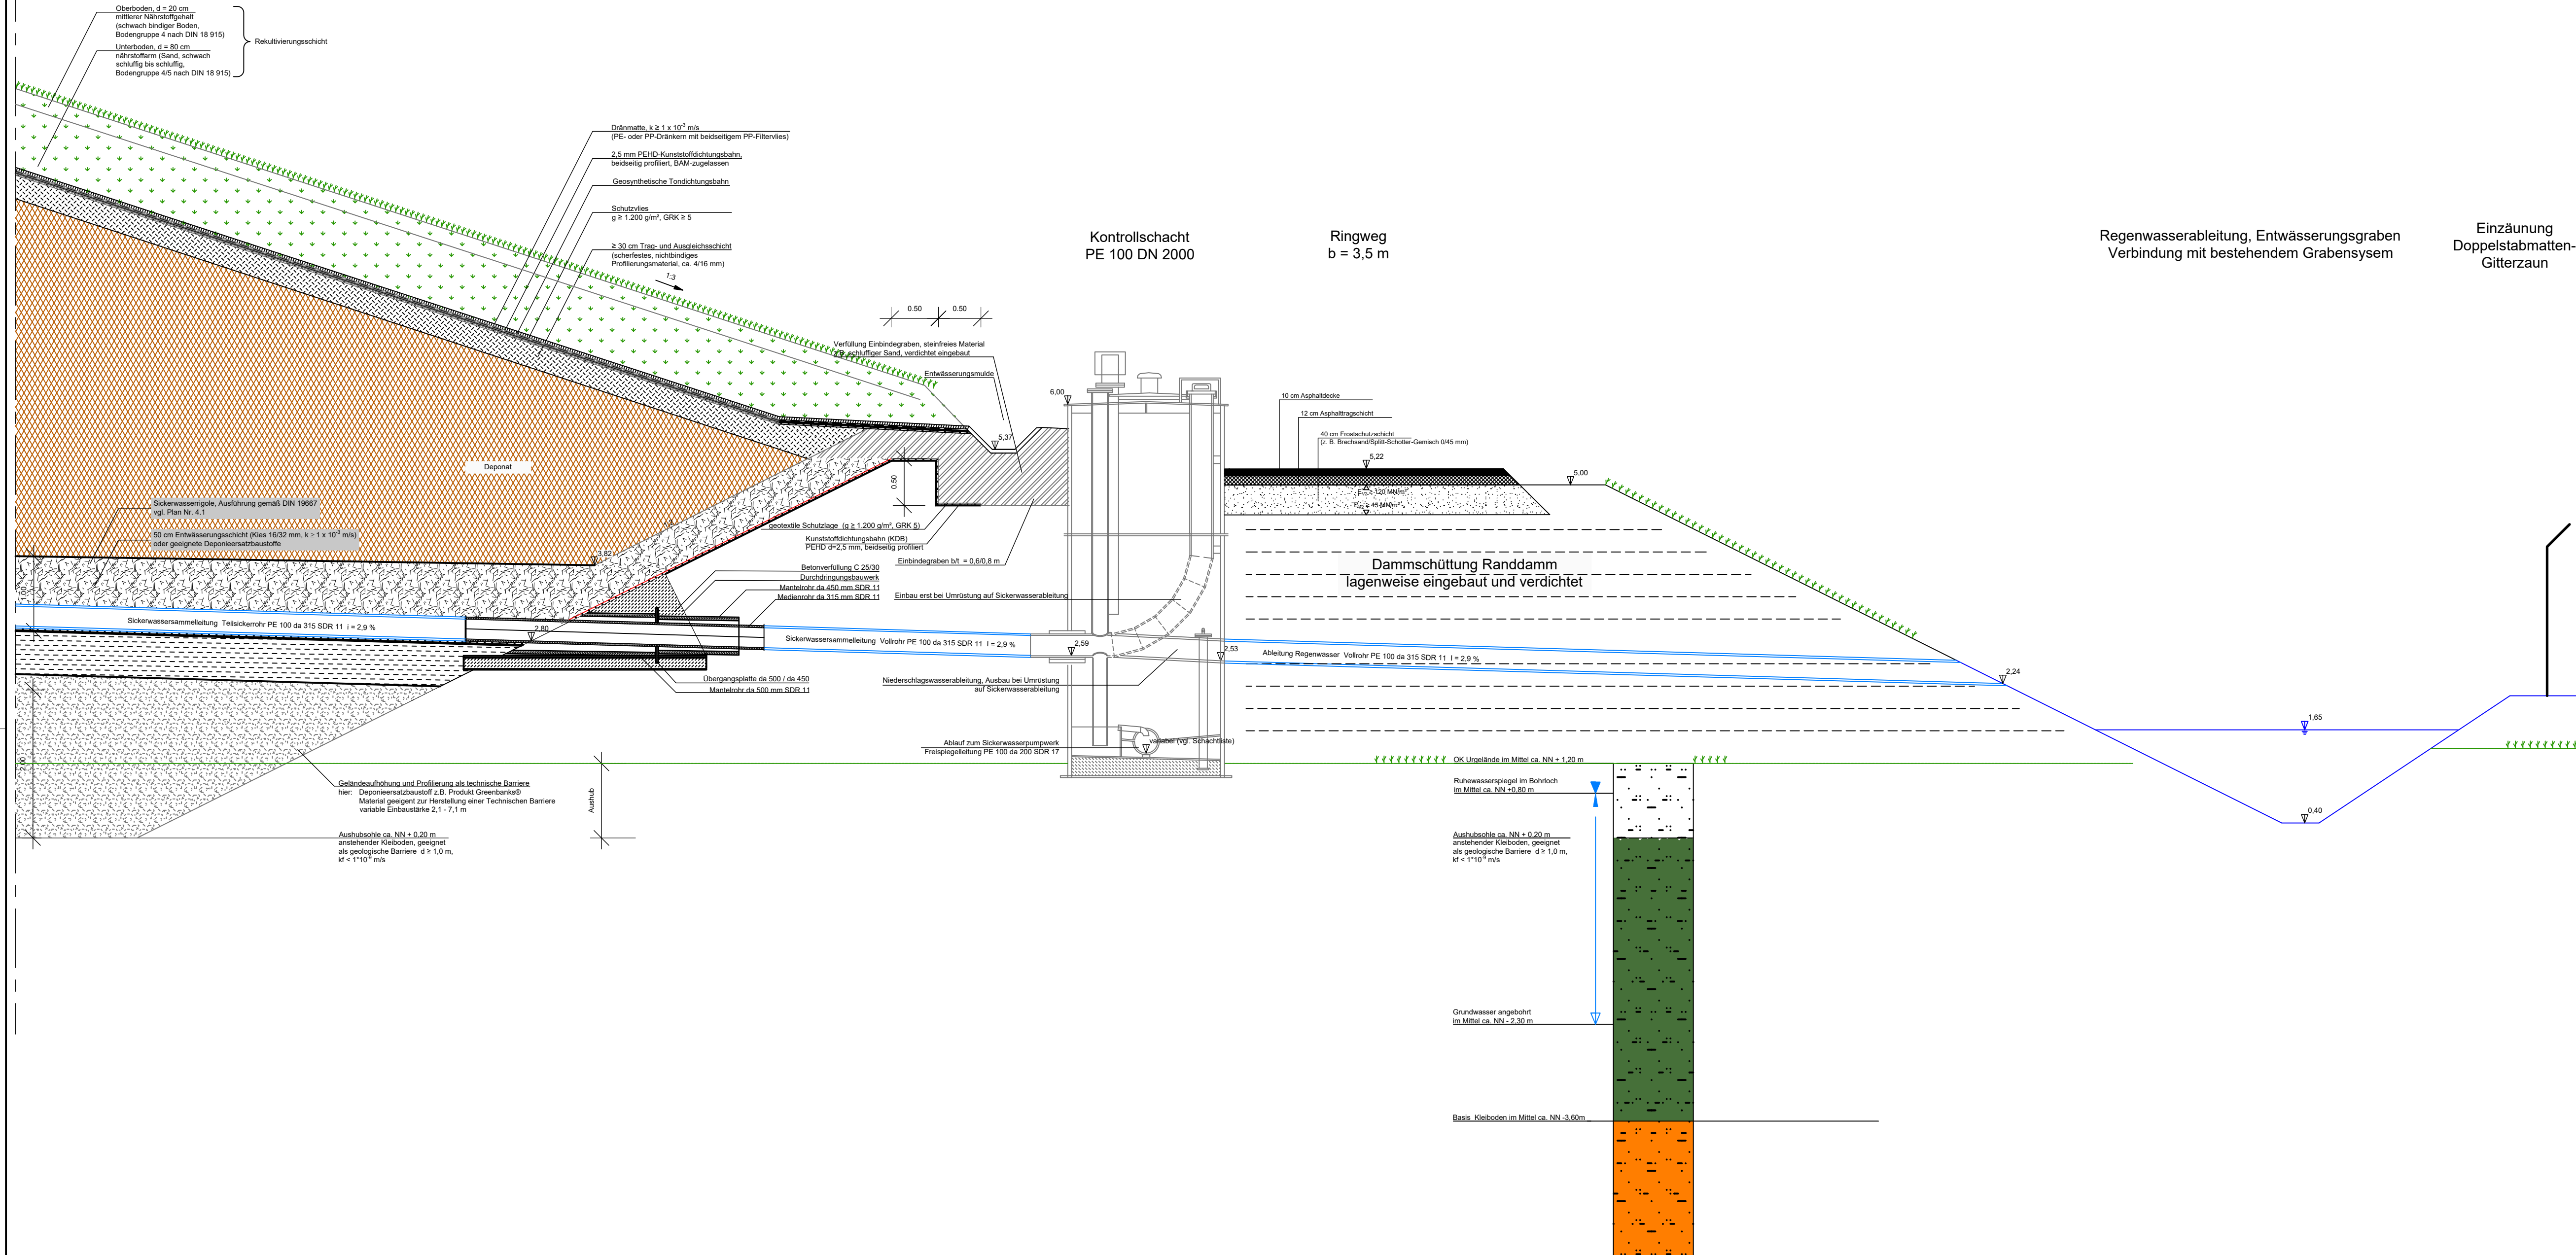 Oberboden, d = 20 cm
mittlerer Nährstoffgehalt
(schwach bindiger Boden,
Bodengruppe 4 nach DIN 18 915)
Unterboden, d = 80 cm
nährstoffarm (Sand, schwach
schluffig bis schluffig,
Bodengruppe 4/5 nach DIN 18 915)
Rekultivierungsschicht
Dränmatte, k ≥ 1 x 10⁻³ m/s
(PE- oder PP-Dränkern mit beidseitigem PP-Filtervlies)
2,5 mm PEHD-Kunststoffdichtungsbahn,
beidseitig profiliert, BAM-zugelassen
Geosynthetische Tondichtungsbahn
Schutzvlies
g ≥ 1.200 g/m², GRK ≥ 5
≥ 30 cm Trag- und Ausgleichsschicht
(scherfestes, nichtbindiges
Profilierungsmaterial, ca. 4/16 mm)
1:3
Kontrollschacht
PE 100 DN 2000
Ringweg
b = 3,5 m
Regenwasserableitung, Entwässerungsgraben
Verbindung mit bestehendem Grabensysem
Einzäunung
Doppelstabmatten-
Gitterzaun
0.50
0.50
Verfüllung Einbindegraben, steinfreies Material
z.B. schluffiger Sand, verdichtet eingebaut
Entwässerungsmulde
6,00
5,37
10 cm Asphaltdecke
12 cm Asphalttragschicht
40 cm Frostschutzschicht
(z. B. Brechsand/Splitt-Schotter-Gemisch 0/45 mm)
5,22
5,00
≥ 120 MN/m²
≥ 45 MN/m²
Deponat
0.50
Sickerwasserrigole, Ausführung gemäß DIN 19667
vgl. Plan Nr. 4.1
50 cm Entwässerungsschicht (Kies 16/32 mm, k ≥ 1 x 10⁻³ m/s)
oder geeignete Deponieersatzbaustoffe
3,82
geotextile Schutzlage (g ≥ 1.200 g/m², GRK 5)
Kunststoffdichtungsbahn (KDB)
PEHD d=2,5 mm, beidseitig profiliert
Einbindegraben b/t = 0,6/0,8 m
Betonverfüllung C 25/30
Durchdringungsbauwerk
Mantelrohr da 450 mm SDR 11
Medienrohr da 315 mm SDR 11
Einbau erst bei Umrüstung auf Sickerwasserableitung
Dammschüttung Randdamm
lagenweise eingebaut und verdichtet
1.00
Sickerwassersammelleitung Teilsickerrohr PE 100 da 315 SDR 11 i = 2,9 %
2,80
Sickerwassersammelleitung Vollrohr PE 100 da 315 SDR 11 I = 2,9 %
2,59
2,53
Ableitung Regenwasser Vollrohr PE 100 da 315 SDR 11 I = 2,9 %
2,24
Übergangsplatte da 500 / da 450
Mantelrohr da 500 mm SDR 11
Niederschlagswasserableitung, Ausbau bei Umrüstung
auf Sickerwasserableitung
1,65
Ablauf zum Sickerwasserpumpwerk
Freispiegelleitung PE 100 da 200 SDR 17
variabel (vgl. Schachtliste)
2.00
Aushub
Geländeaufhöhung und Profilierung als technische Barriere
hier: Deponieersatzbaustoff z.B. Produkt Greenbanks®
Material geeignet zur Herstellung einer Technischen Barriere
variable Einbaustärke 2,1 - 7,1 m
Aushubsohle ca. NN + 0,20 m
anstehender Kleiboden, geeignet
als geologische Barriere d ≥ 1,0 m,
kf < 1*10⁻⁹ m/s
OK Urgelände im Mittel ca. NN + 1,20 m
Ruhewasserspiegel im Bohrloch
im Mittel ca. NN +0,80 m
Aushubsohle ca. NN + 0,20 m
anstehender Kleiboden, geeignet
als geologische Barriere d ≥ 1,0 m,
kf < 1*10⁻⁹ m/s
0,40
Grundwasser angebohrt
im Mittel ca. NN - 2,30 m
Basis Kleiboden im Mittel ca. NN -3,60m